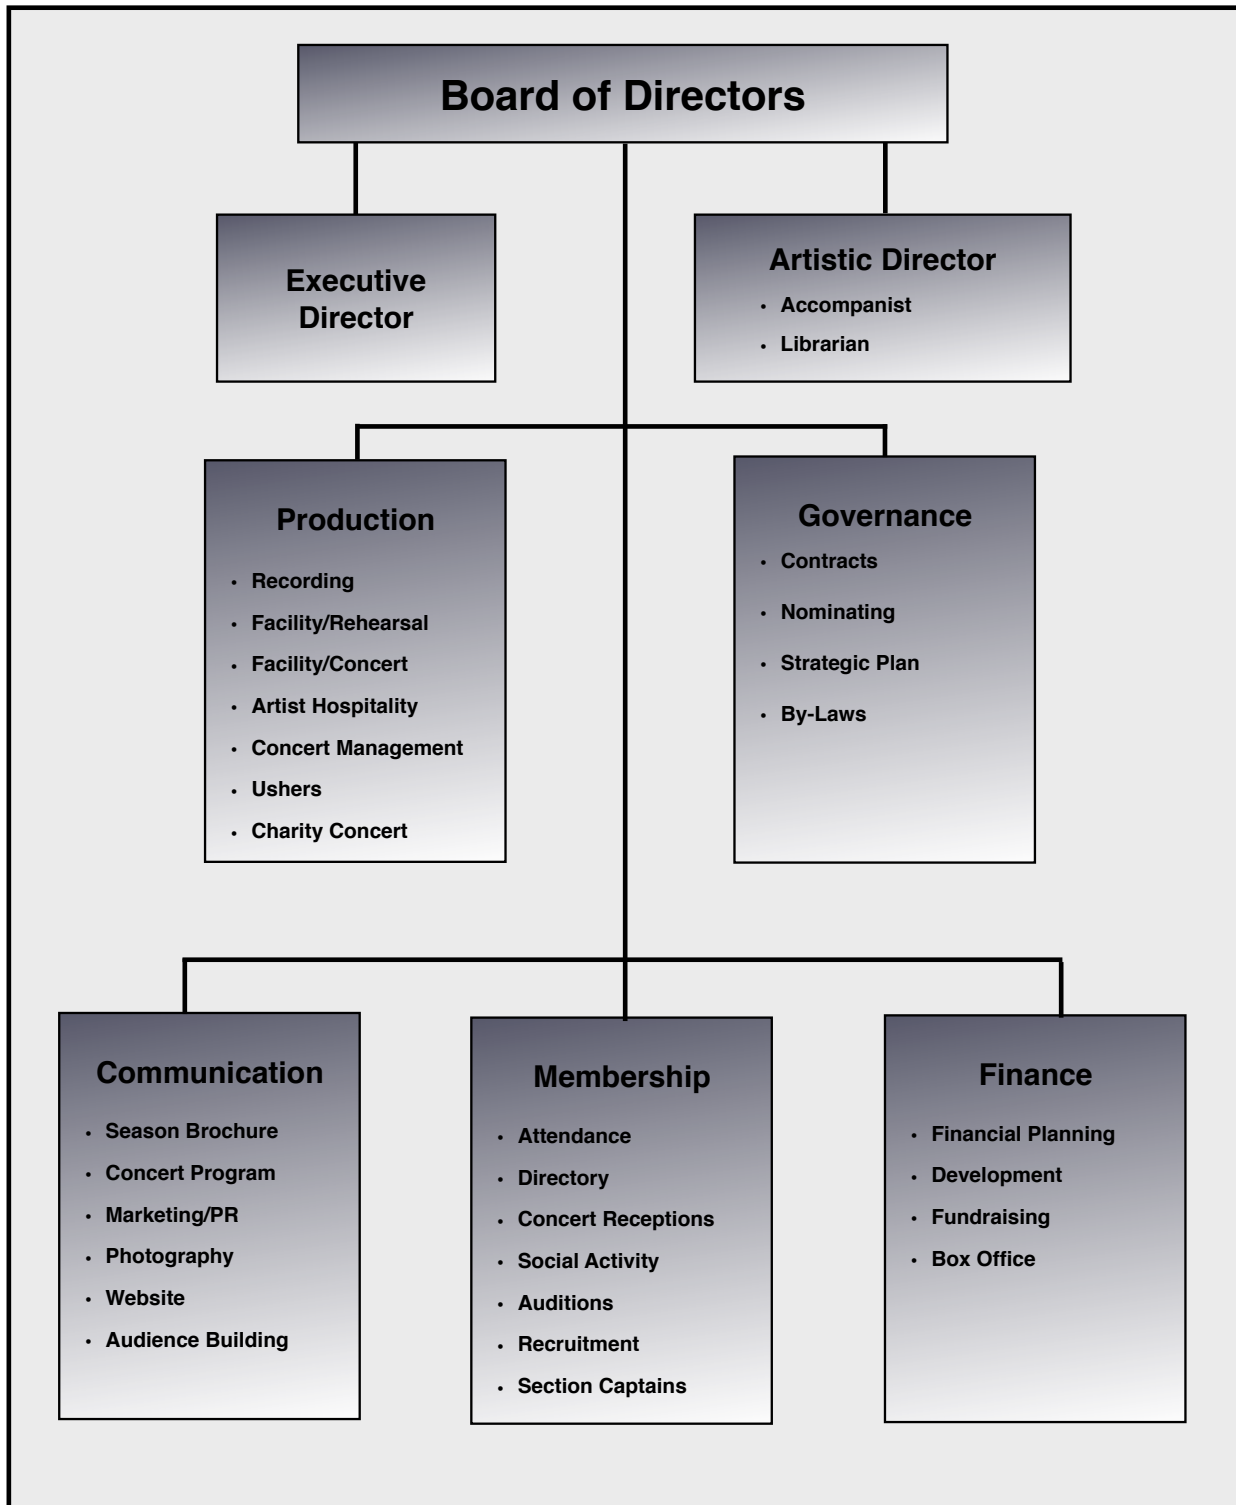 Board of Directors
Executive
Director
Artistic Director
• Accompanist
• Librarian
Production
• Recording
• Facility/Rehearsal
• Facility/Concert
• Artist Hospitality
• Concert Management
• Ushers
• Charity Concert
Governance
• Contracts
• Nominating
• Strategic Plan
• By-Laws
Communication
• Season Brochure
• Concert Program
• Marketing/PR
• Photography
• Website
• Audience Building
Membership
• Attendance
• Directory
• Concert Receptions
• Social Activity
• Auditions
• Recruitment
• Section Captains
Finance
• Financial Planning
• Development
• Fundraising
• Box Office